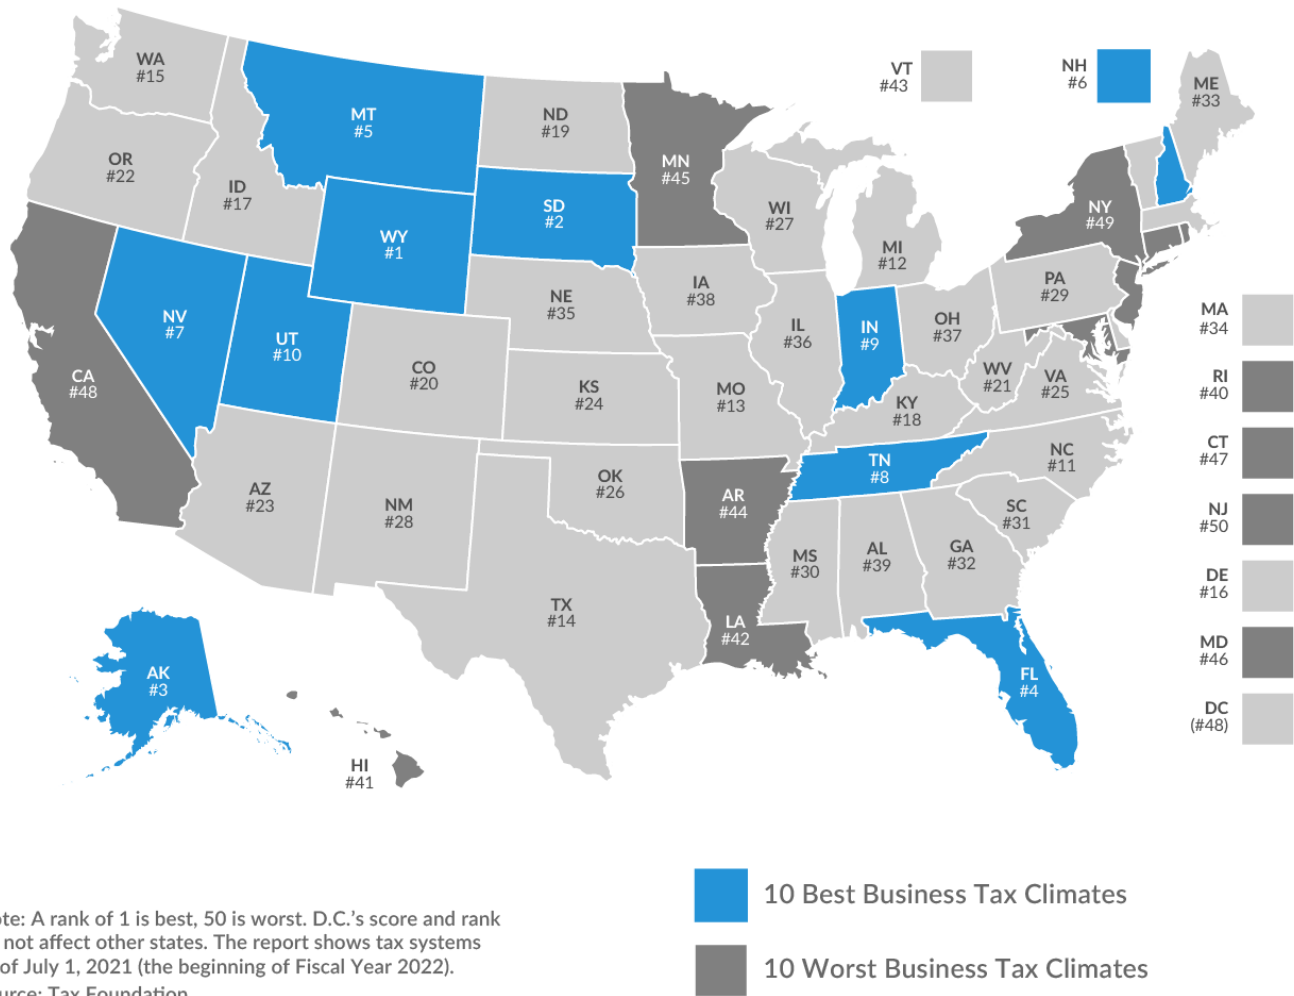 WA
#15
MT
#5
ND
#19
MN
#45
VT
#43
NH
#6
ME
#33
OR
#22
ID
#17
WY
#1
SD
#2
WI
#27
MI
#12
NY
#49
NV
#7
UT
#10
NE
#35
IA
#38
IL
#36
IN
#9
OH
#37
PA
#29
MA
#34
CA
#48
CO
#20
KS
#24
MO
#13
KY
#18
WV
#21
VA
#25
RI
#40
AZ
#23
NM
#28
OK
#26
AR
#44
TN
#8
NC
#11
CT
#47
TX
#14
LA
#42
MS
#30
AL
#39
GA
#32
SC
#31
NJ
#50
DE
#16
AK
#3
HI
#41
FL
#4
MD
#46
DC
(#48)
10 Best Business Tax Climates
10 Worst Business Tax Climates
ote: A rank of 1 is best, 50 is worst. D.C.'s score and rank
not affect other states. The report shows tax systems
of July 1, 2021 (the beginning of Fiscal Year 2022).
urce: Tax Foundation